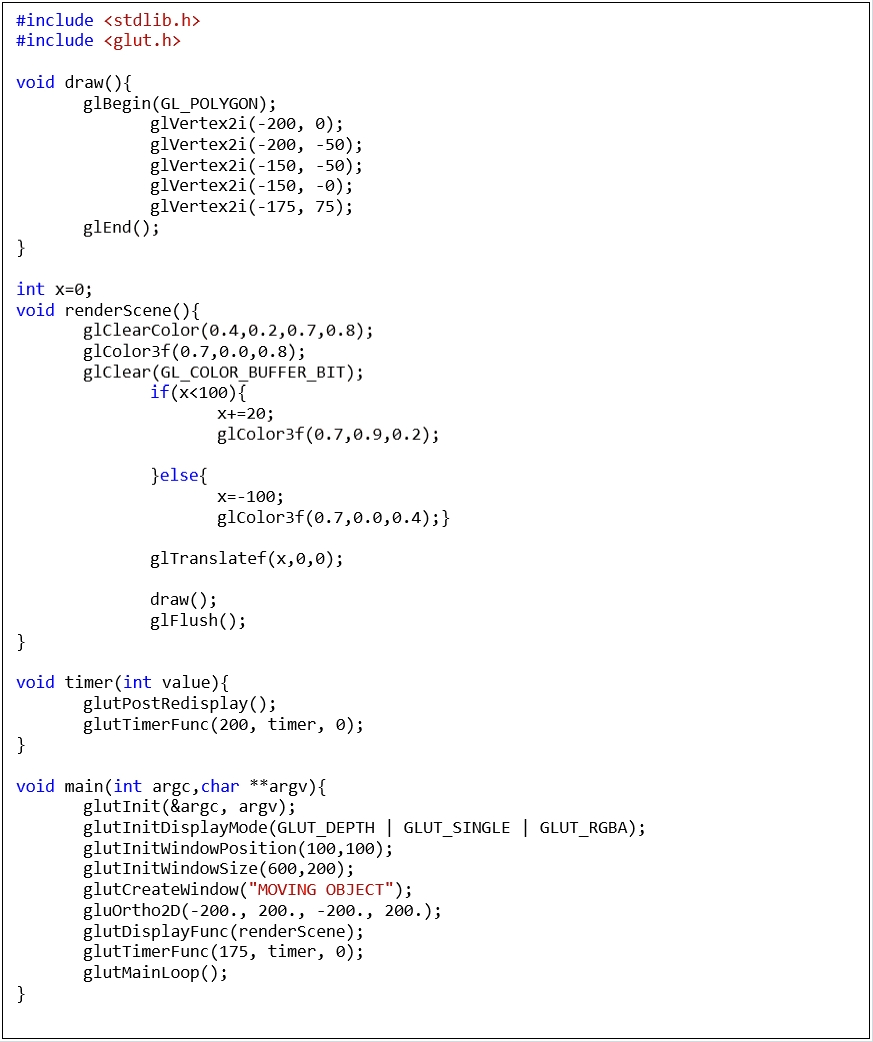 #include <stdlib.h>
#include <glut.h>

void draw(){
       glBegin(GL_POLYGON);
              glVertex2i(-200, 0);
              glVertex2i(-200, -50);
              glVertex2i(-150, -50);
              glVertex2i(-150, -0);
              glVertex2i(-175, 75);
       glEnd();
}

int x=0;
void renderScene(){
       glClearColor(0.4,0.2,0.7,0.8);
       glColor3f(0.7,0.0,0.8);
       glClear(GL_COLOR_BUFFER_BIT);
              if(x<100){
                     x+=20;
                     glColor3f(0.7,0.9,0.2);

              }else{
                     x=-100;
                     glColor3f(0.7,0.0,0.4);}

              glTranslatef(x,0,0);

              draw();
              glFlush();
}

void timer(int value){
       glutPostRedisplay();
       glutTimerFunc(200, timer, 0);
}

void main(int argc,char **argv){
       glutInit(&argc, argv);
       glutInitDisplayMode(GLUT_DEPTH | GLUT_SINGLE | GLUT_RGBA);
       glutInitWindowPosition(100,100);
       glutInitWindowSize(600,200);
       glutCreateWindow("MOVING OBJECT");
       gluOrtho2D(-200., 200., -200., 200.);
       glutDisplayFunc(renderScene);
       glutTimerFunc(175, timer, 0);
       glutMainLoop();
}